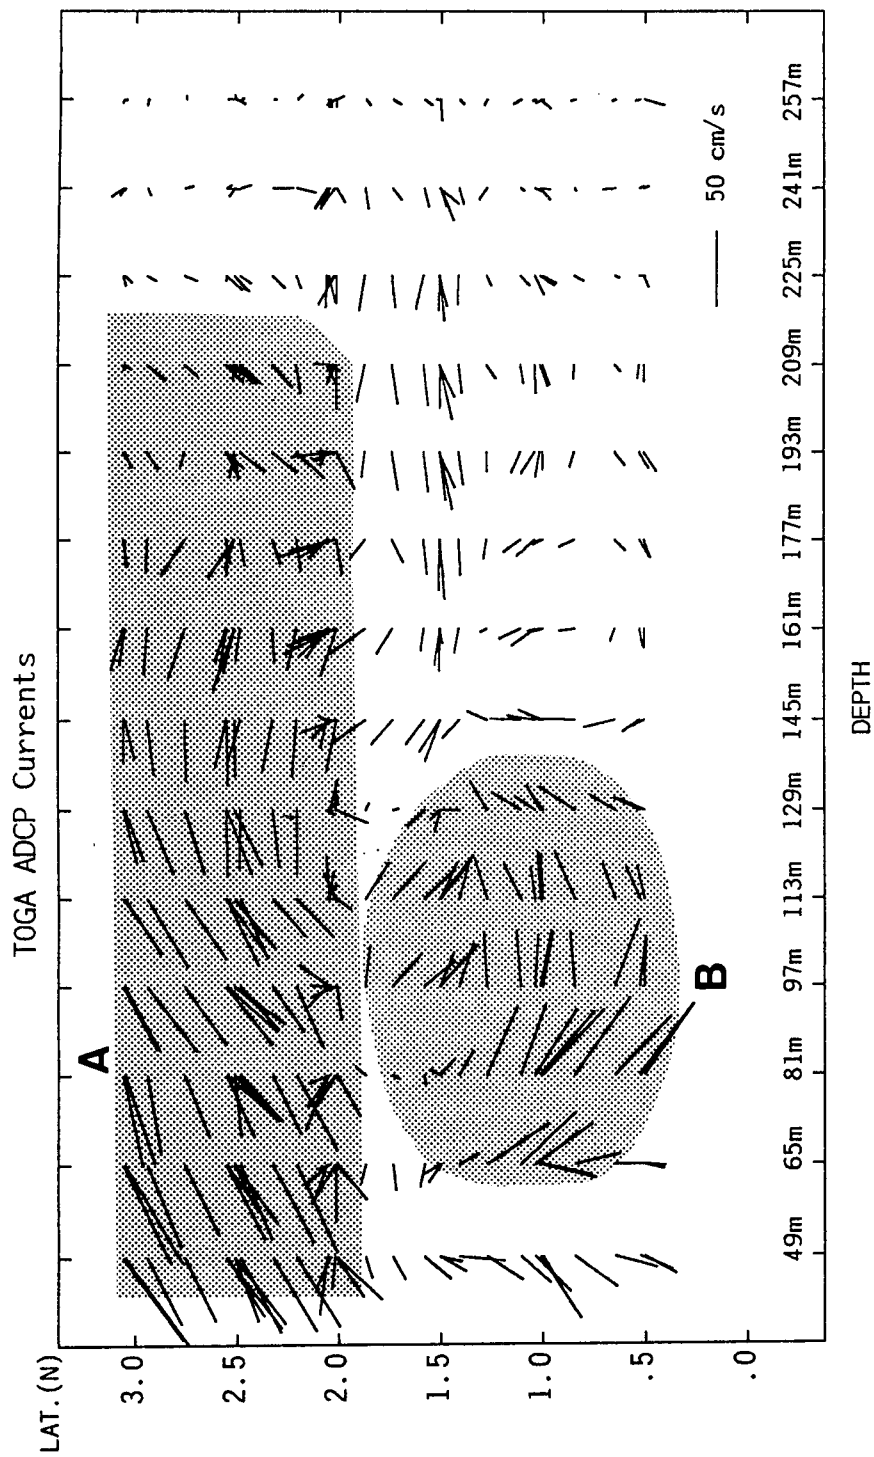 TOGA ADCP Currents
LAT.(N)
3.0
2.5
2.0
1.5
1.0
.5
.0
A
B
50 cm/s
49m 65m 81m 97m 113m 129m 145m 161m 177m 193m 209m 225m 241m 257m
DEPTH